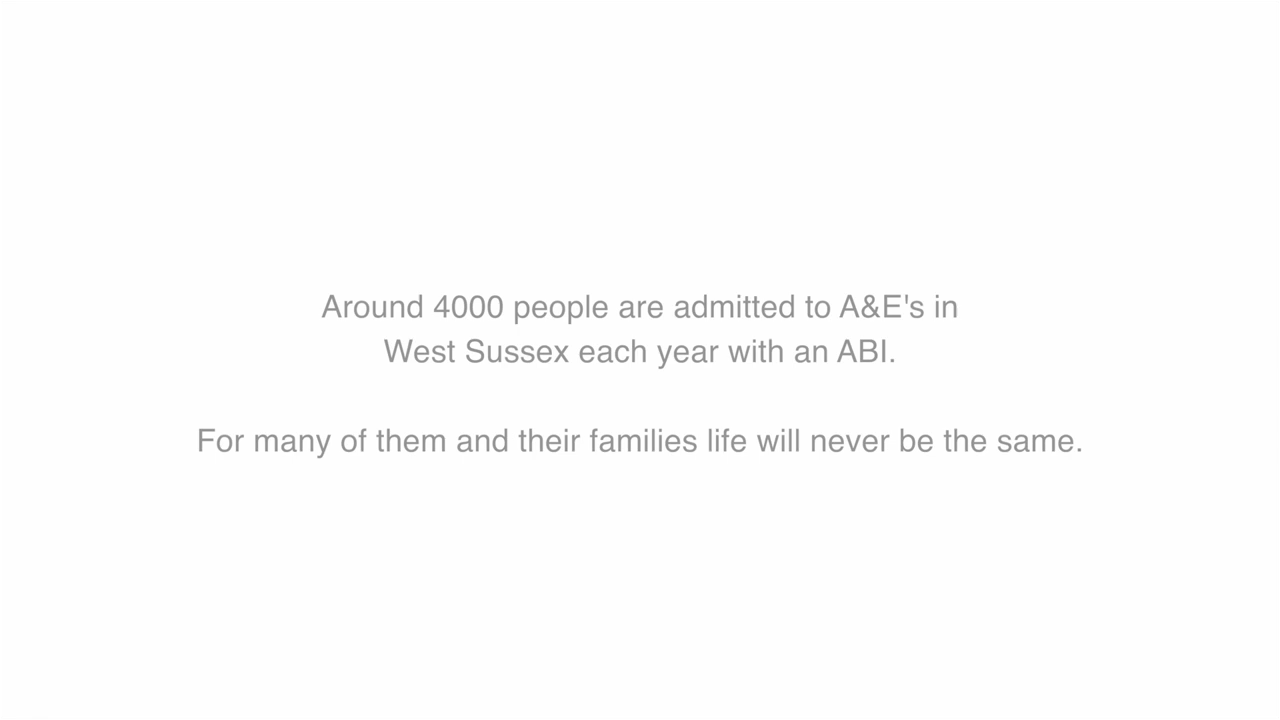 Around 4000 people are admitted to A&E's in
West Sussex each year with an ABI.
For many of them and their families life will never be the same.